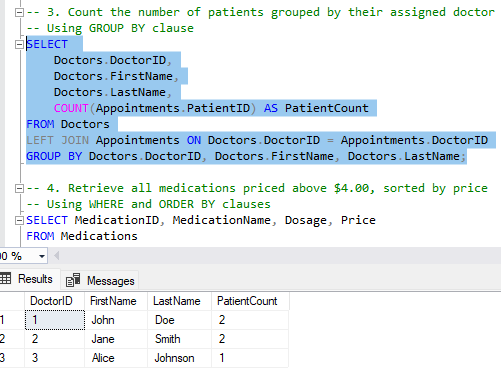 -- 3. Count the number of patients grouped by their assigned doctor
-- Using GROUP BY clause
SELECT
Doctors.DoctorID,
Doctors.FirstName,
Doctors.LastName,
COUNT(Appointments.PatientID) AS PatientCount
FROM Doctors
LEFT JOIN Appointments ON Doctors.DoctorID = Appointments.DoctorID
GROUP BY Doctors.DoctorID, Doctors.FirstName, Doctors.LastName;
-- 4. Retrieve all medications priced above $4.00, sorted by price
-- Using WHERE and ORDER BY clauses
SELECT MedicationID, MedicationName, Dosage, Price
FROM Medications
00 %
Results Messages
DoctorID FirstName LastName PatientCount
1 1 John Doe 2
2 2 Jane Smith 2
3 3 Alice Johnson 1